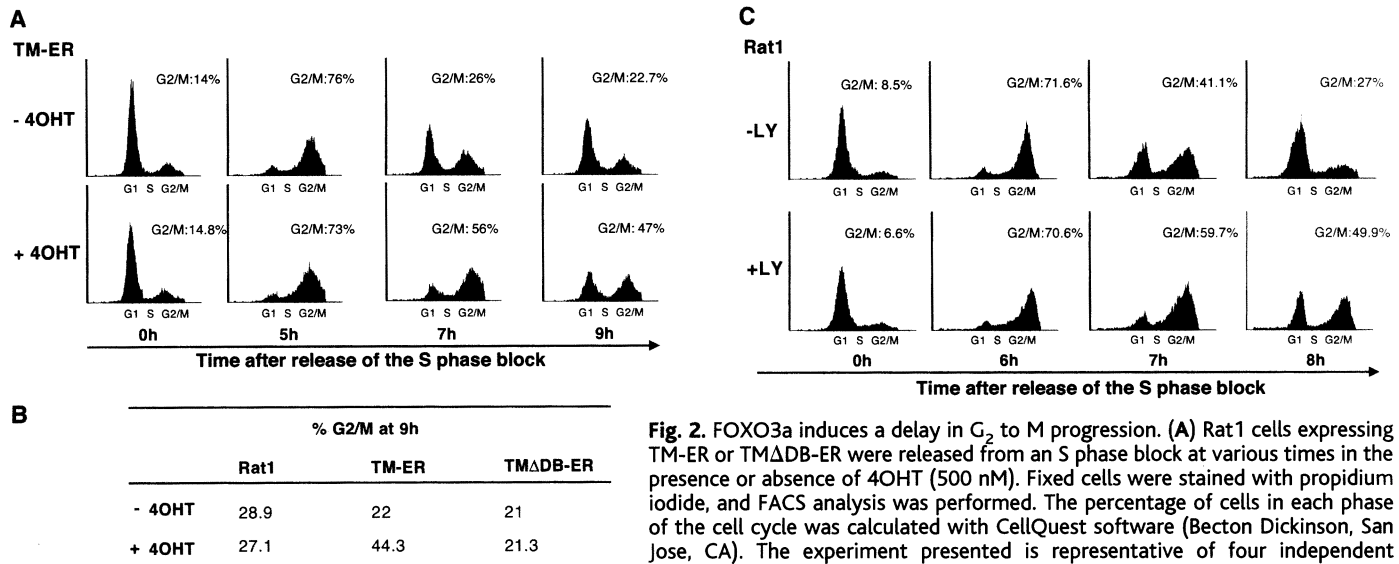 A
TM-ER
- 4OHT
G2/M:14%
G2/M:76%
G2/M:26%
G2/M:22.7%
G1 S G2/M
G1 S G2/M
G1 S G2/M
G1 S G2/M
+ 4OHT
G2/M:14.8%
G2/M:73%
G2/M: 56%
G2/M: 47%
G1 S G2/M
G1 S G2/M
G1 S G2/M
G1 S G2/M
0h 5h 7h 9h
Time after release of the S phase block
B
% G2/M at 9h
Rat1 TM-ER TMΔDB-ER
- 4OHT 28.9 22 21
+ 4OHT 27.1 44.3 21.3
C
Rat1
-LY
G2/M: 8.5%
G2/M:71.6%
G2/M:41.1%
G2/M:27%
G1 S G2/M
G1 S G2/M
G1 S G2/M
G1 S G2/M
+LY
G2/M: 6.6%
G2/M:70.6%
G2/M:59.7%
G2/M:49.9%
G1 S G2/M
G1 S G2/M
G1 S G2/M
G1 S G2/M
0h 6h 7h 8h
Time after release of the S phase block
Fig. 2. FOXO3a induces a delay in G₂ to M progression. (A) Rat1 cells expressing
TM-ER or TMΔDB-ER were released from an S phase block at various times in the
presence or absence of 4OHT (500 nM). Fixed cells were stained with propidium
iodide, and FACS analysis was performed. The percentage of cells in each phase
of the cell cycle was calculated with CellQuest software (Becton Dickinson, San
Jose, CA). The experiment presented is representative of four independent